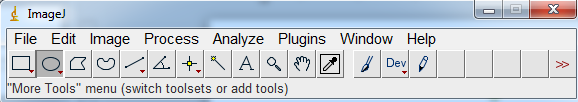 ImageJ
File Edit Image Process Analyze Plugins Window Help
A Dev >>
"More Tools" menu (switch toolsets or add tools)